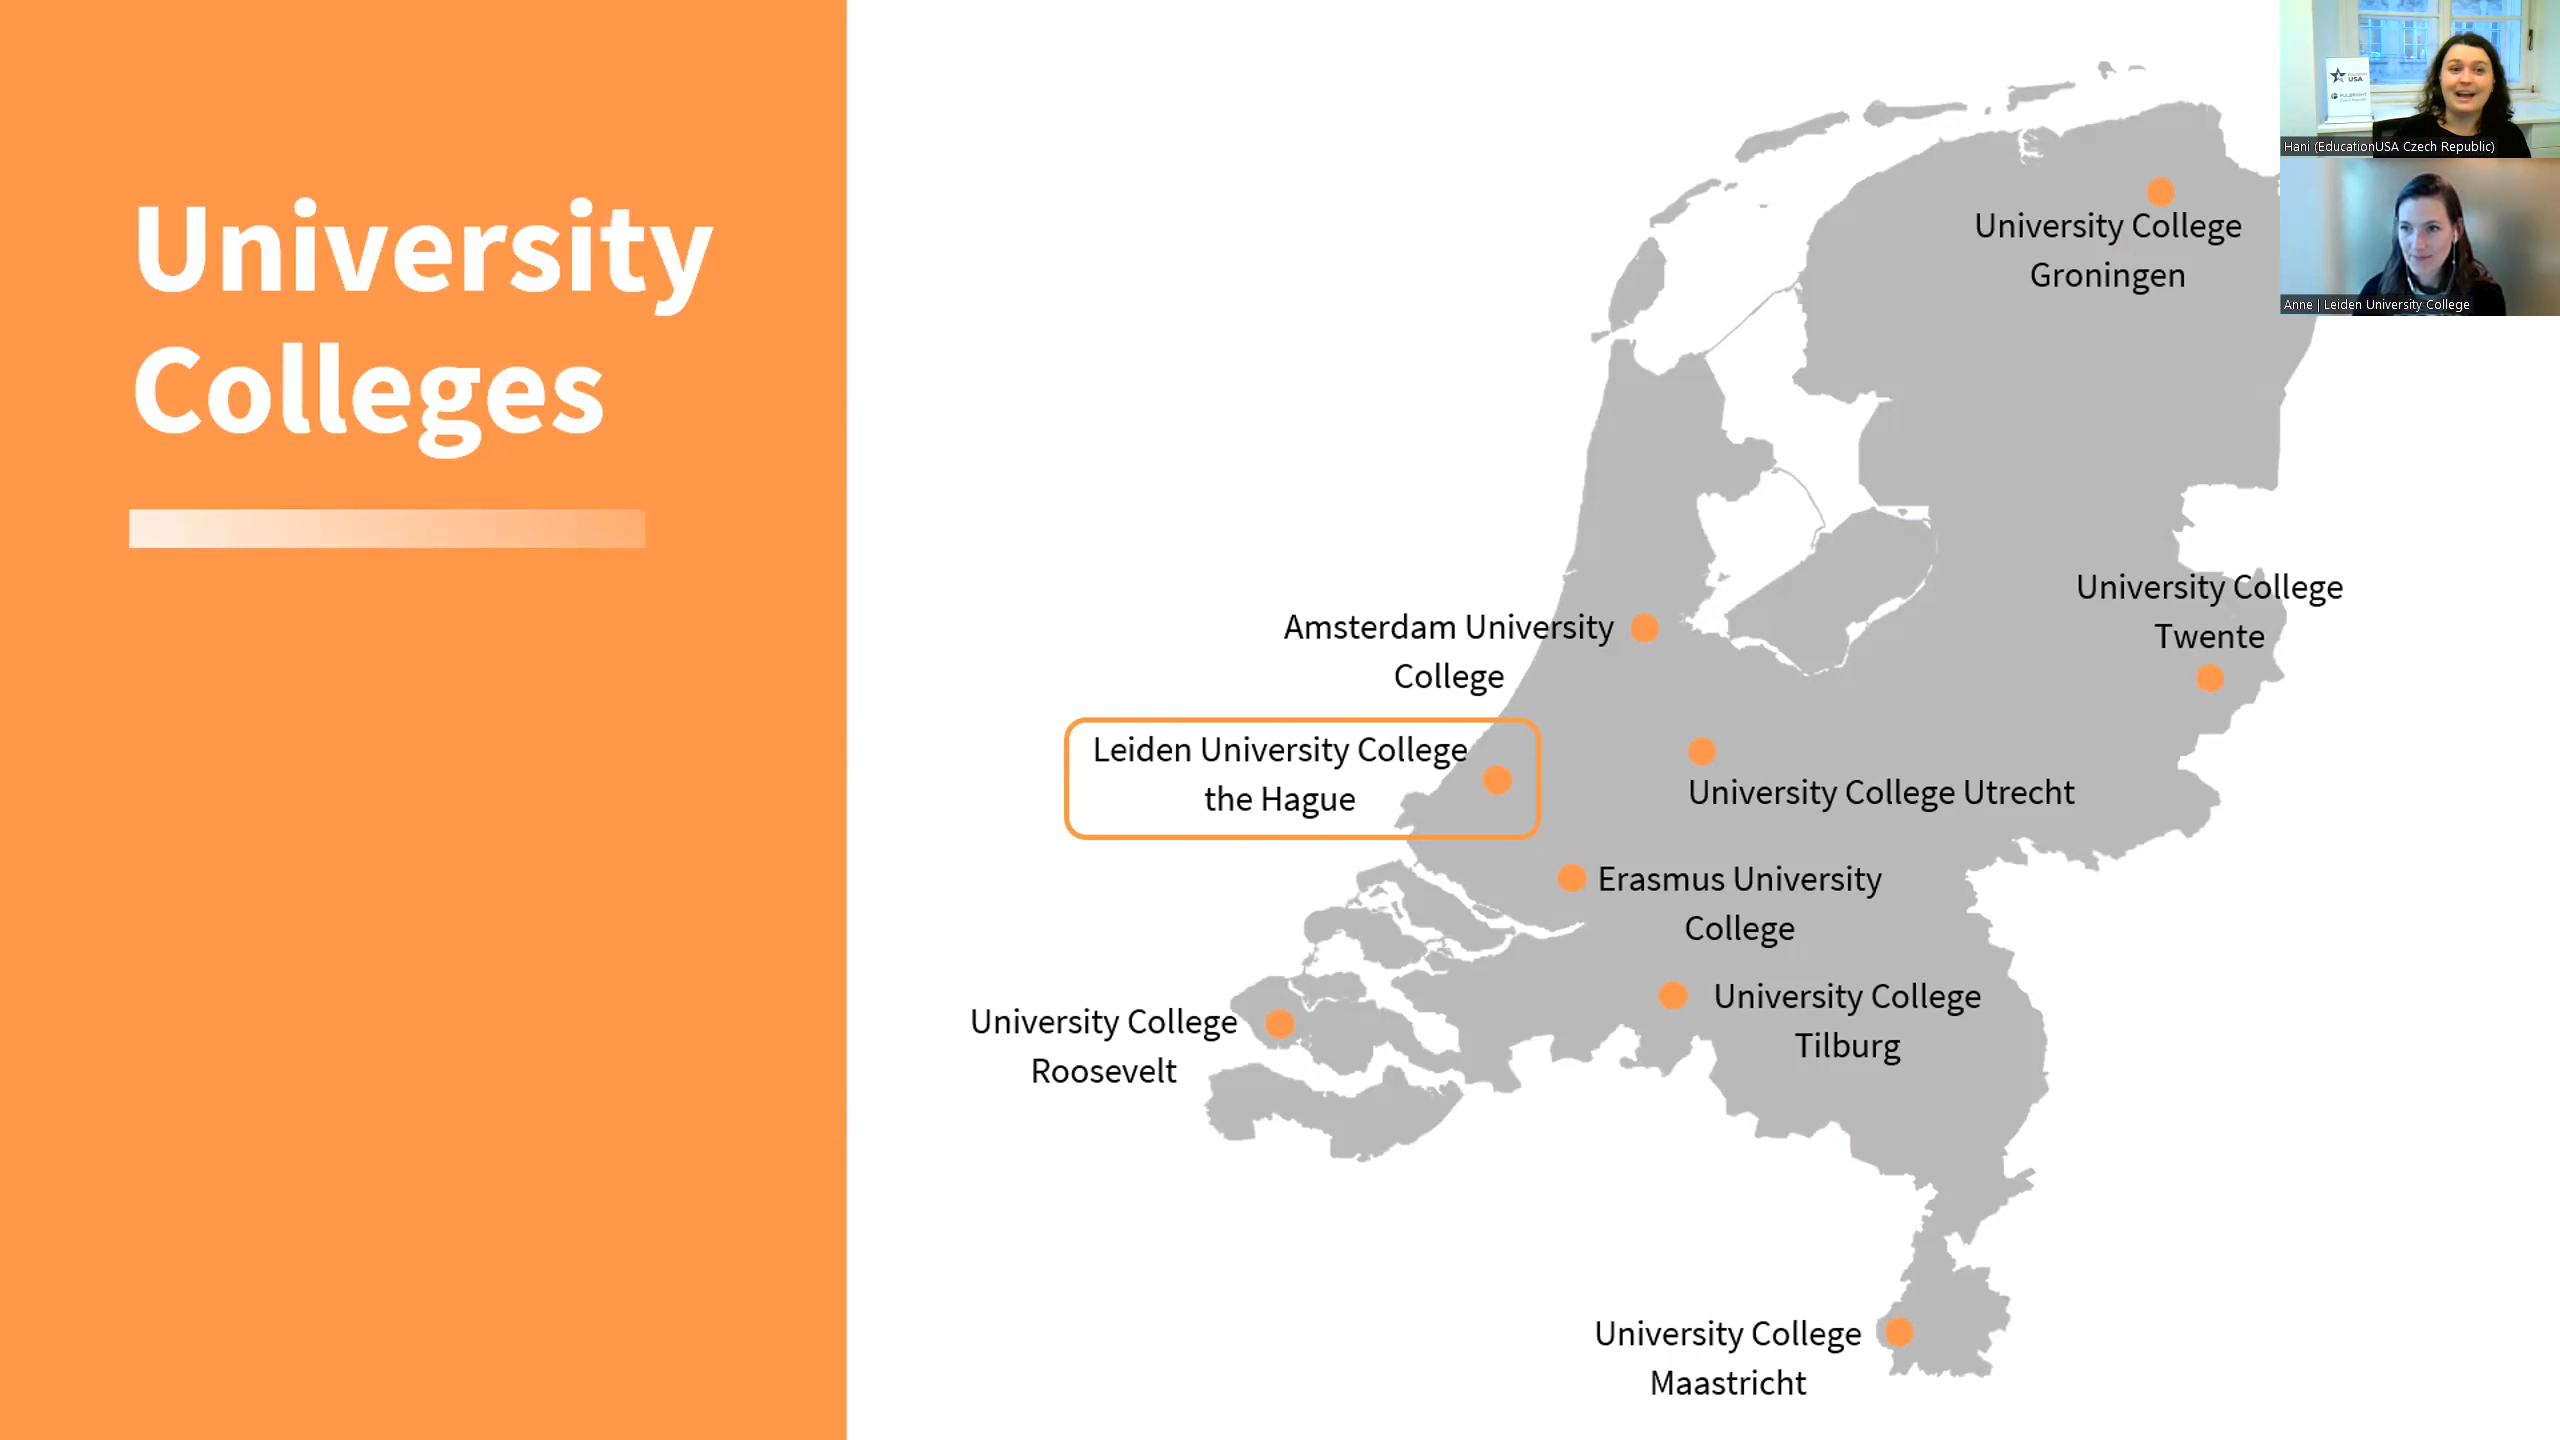 University
Colleges
University College
Groningen
University College
Twente
Amsterdam University
College
Leiden University College
the Hague
University College Utrecht
Erasmus University
College
University College
Tilburg
University College
Roosevelt
University College
Maastricht
USA
FULBRIGHT
Hani (EducationUSA Czech Republic)
Anne | Leiden University College